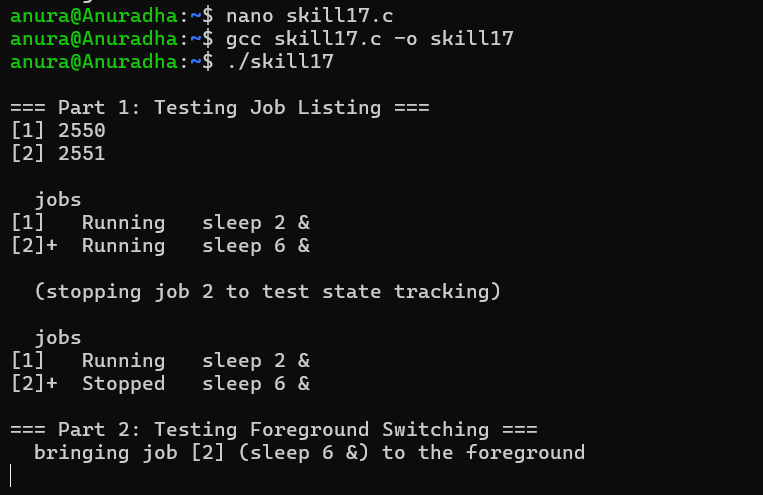 anura@Anuradha:~$ nano skill17.c
anura@Anuradha:~$ gcc skill17.c -o skill17
anura@Anuradha:~$ ./skill17
=== Part 1: Testing Job Listing ===
[1] 2550
[2] 2551
jobs
[1]   Running   sleep 2 &
[2]+  Running   sleep 6 &
(stopping job 2 to test state tracking)
jobs
[1]   Running   sleep 2 &
[2]+  Stopped   sleep 6 &
=== Part 2: Testing Foreground Switching ===
bringing job [2] (sleep 6 &) to the foreground